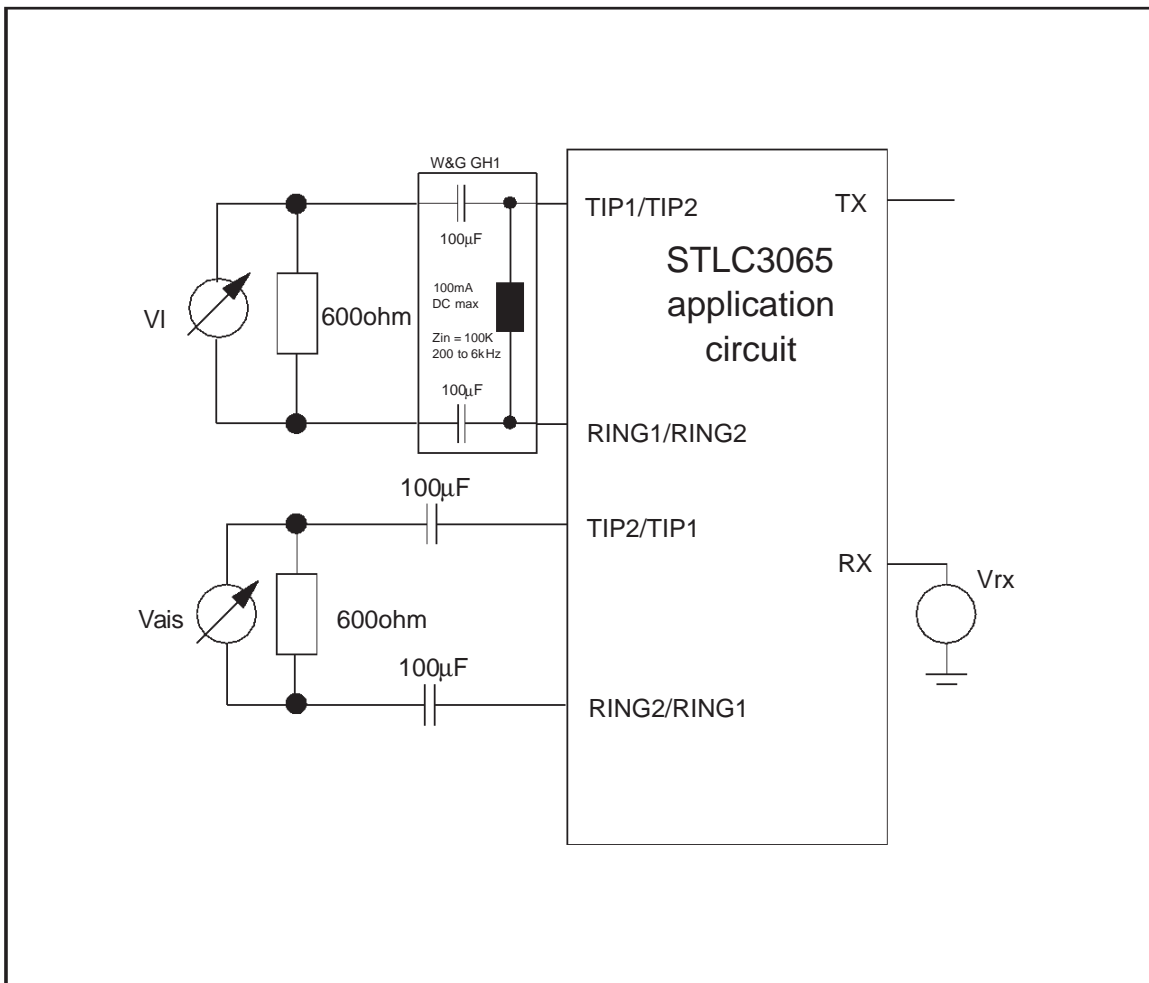 W&G GH1
TIP1/TIP2
TX
100μF
STLC3065
application
circuit
100mA
DC max
VI
600ohm
Zin = 100K
200 to 6kHz
100μF
RING1/RING2
100μF
TIP2/TIP1
RX
Vrx
Vais
600ohm
100μF
RING2/RING1